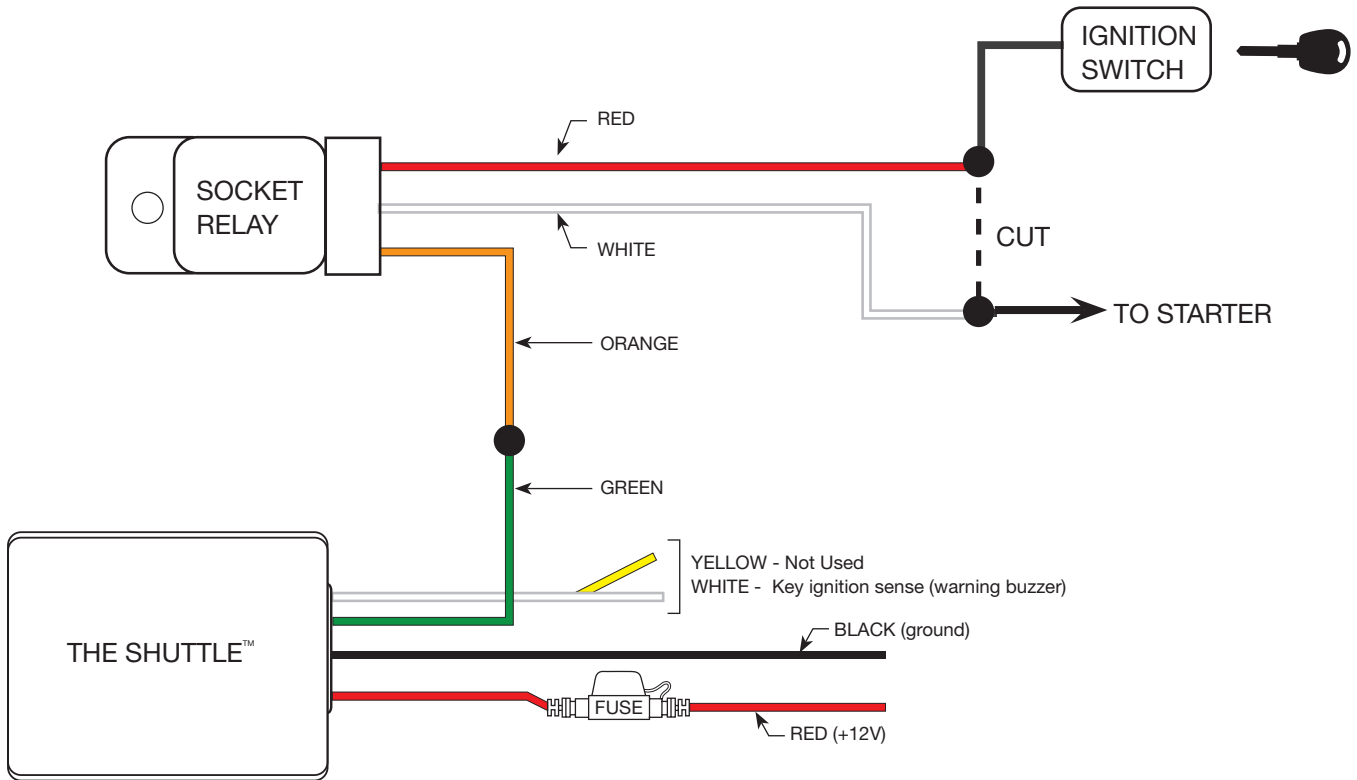 IGNITION
SWITCH
RED
SOCKET
RELAY
WHITE
CUT
TO STARTER
ORANGE
GREEN
YELLOW - Not Used
WHITE - Key ignition sense (warning buzzer)
BLACK (ground)
THE SHUTTLE™
FUSE
RED (+12V)